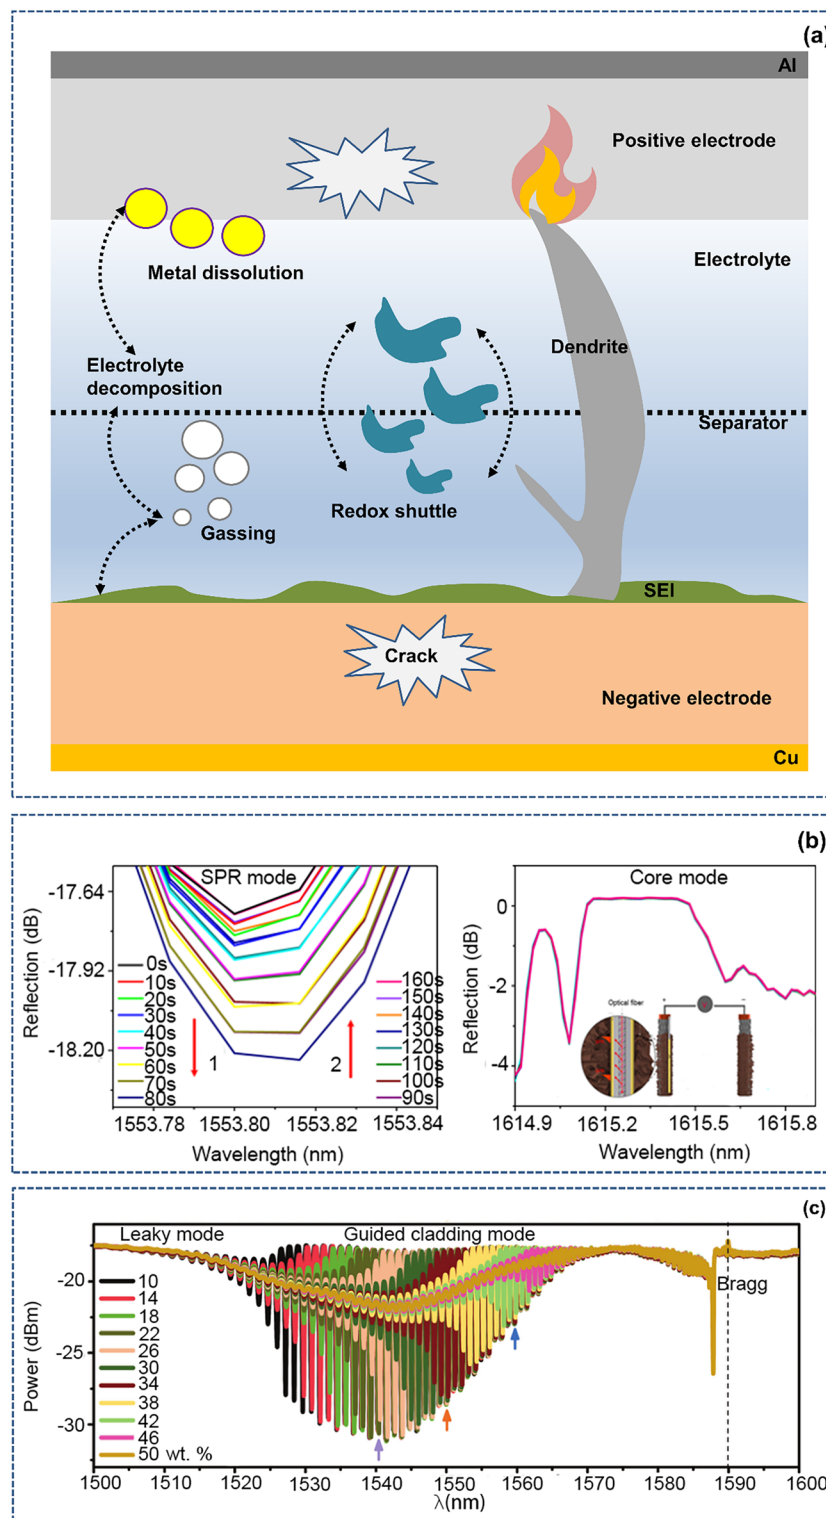 (a)
Al
Positive electrode
Electrolyte
Metal dissolution
Dendrite
Electrolyte
decomposition
Separator
Redox shuttle
Gassing
SEI
Crack
Negative electrode
Cu
(b)
SPR mode
Core mode
Reflection (dB)
-17.64
-17.92
-18.20
0s
10s
20s
30s
40s
50s
60s
70s
80s
1
2
160s
150s
140s
130s
120s
110s
100s
90s
1553.78 1553.80 1553.82 1553.84
Wavelength (nm)
Reflection (dB)
0
-2
-4
Optical fiber
+
−
1614.9 1615.2 1615.5 1615.8
Wavelength (nm)
(c)
Leaky mode
Guided cladding mode
Bragg
Power (dBm)
-20
-25
-30
10
14
18
22
26
30
34
38
42
46
50 wt. %
1500 1510 1520 1530 1540 1550 1560 1570 1580 1590 1600
λ(nm)